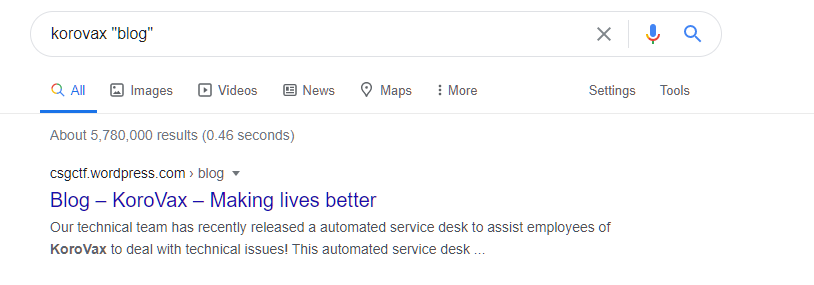 korovax "blog"
All Images Videos News Maps More Settings Tools
About 5,780,000 results (0.46 seconds)
csgctf.wordpress.com › blog
Blog – KoroVax – Making lives better
Our technical team has recently released a automated service desk to assist employees of
KoroVax to deal with technical issues! This automated service desk ...